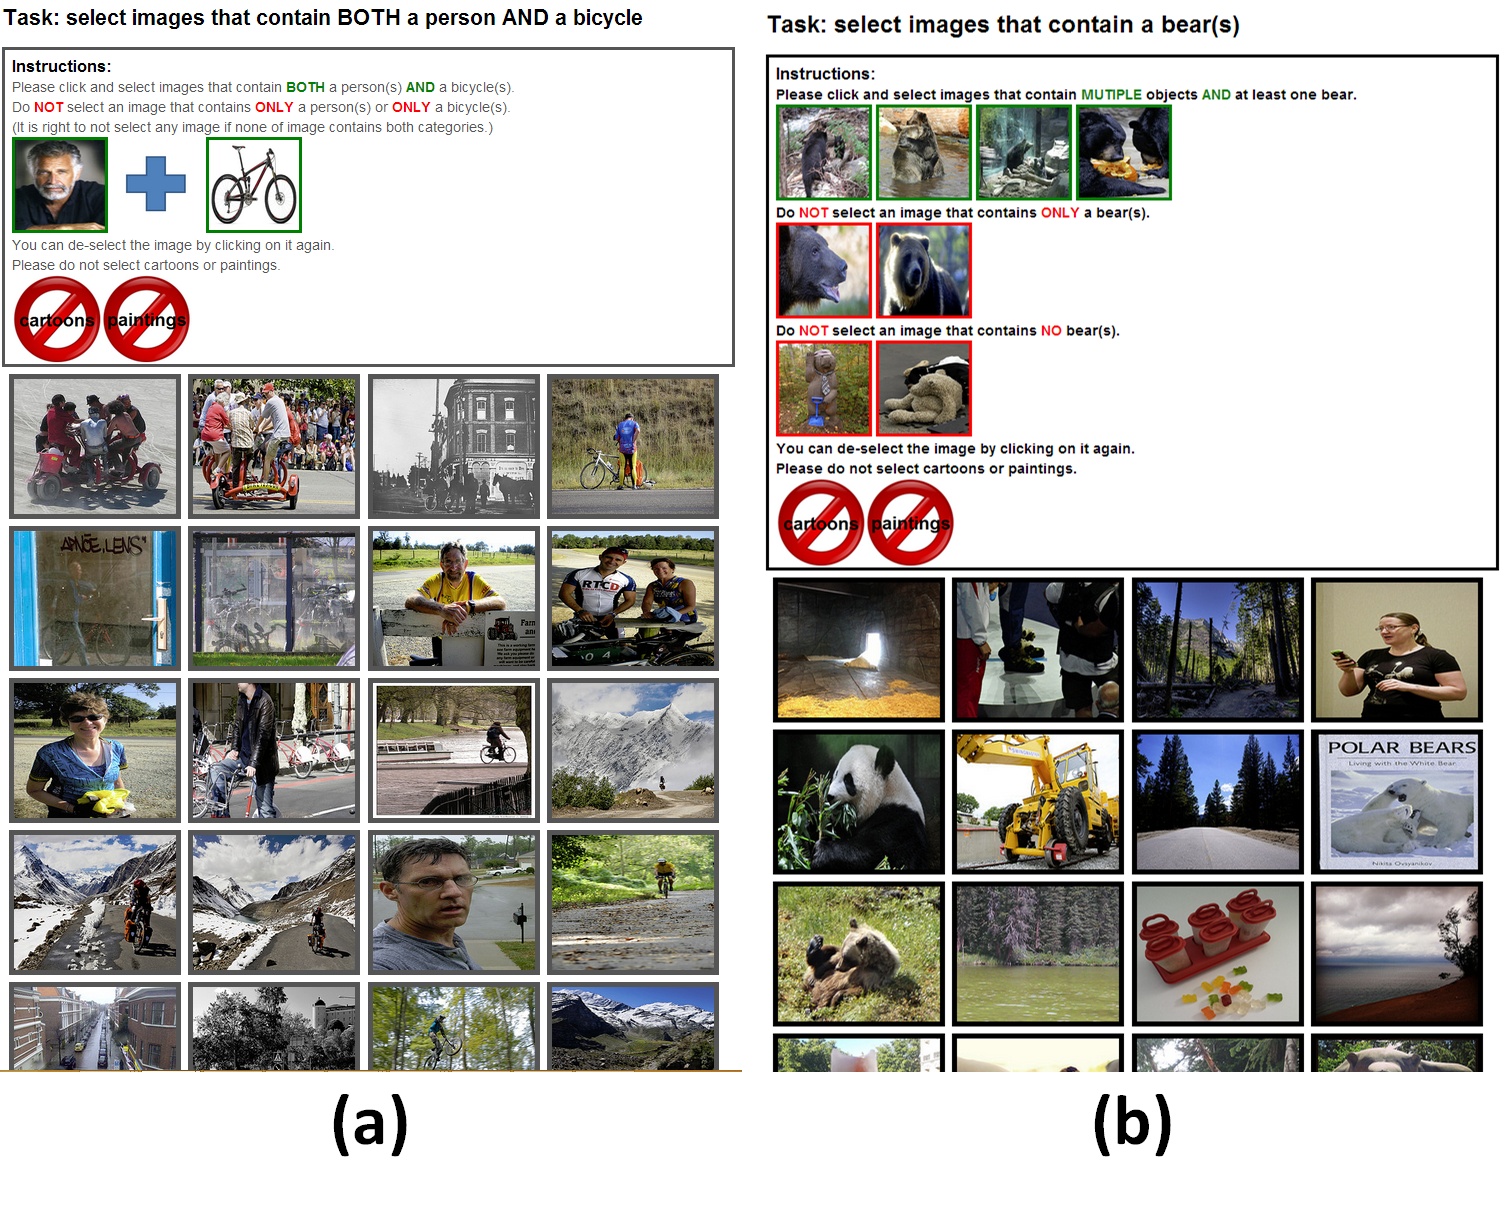 Task: select images that contain BOTH a person AND a bicycle
Instructions:
Please click and select images that contain BOTH a person(s) AND a bicycle(s).
Do NOT select an image that contains ONLY a person(s) or ONLY a bicycle(s).
(It is right to not select any image if none of image contains both categories.)
You can de-select the image by clicking on it again.
Please do not select cartoons or paintings.
cartoons
paintings
RTCD
Farm
(a)
Task: select images that contain a bear(s)
Instructions:
Please click and select images that contain MUTIPLE objects AND at least one bear.
Do NOT select an image that contains ONLY a bear(s).
Do NOT select an image that contains NO bear(s).
You can de-select the image by clicking on it again.
Please do not select cartoons or paintings.
cartoons
paintings
POLAR BEARS
Living with the White Bear
Nikita Ovsyanikov
(b)